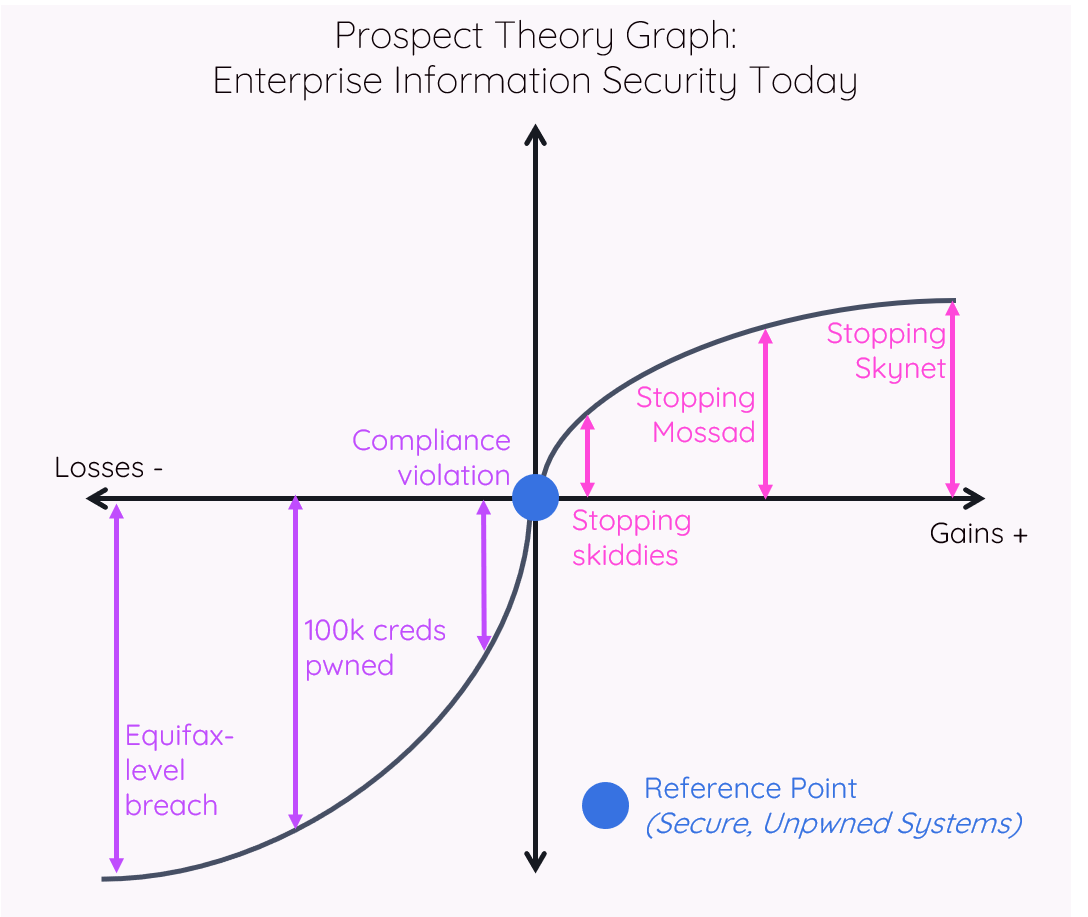 Prospect Theory Graph:
Enterprise Information Security Today
Stopping
Skynet
Stopping
Mossad
Compliance
violation
Losses -
Stopping
skiddies
Gains +
100k creds
pwned
Equifax-
level
breach
Reference Point
(Secure, Unpwned Systems)